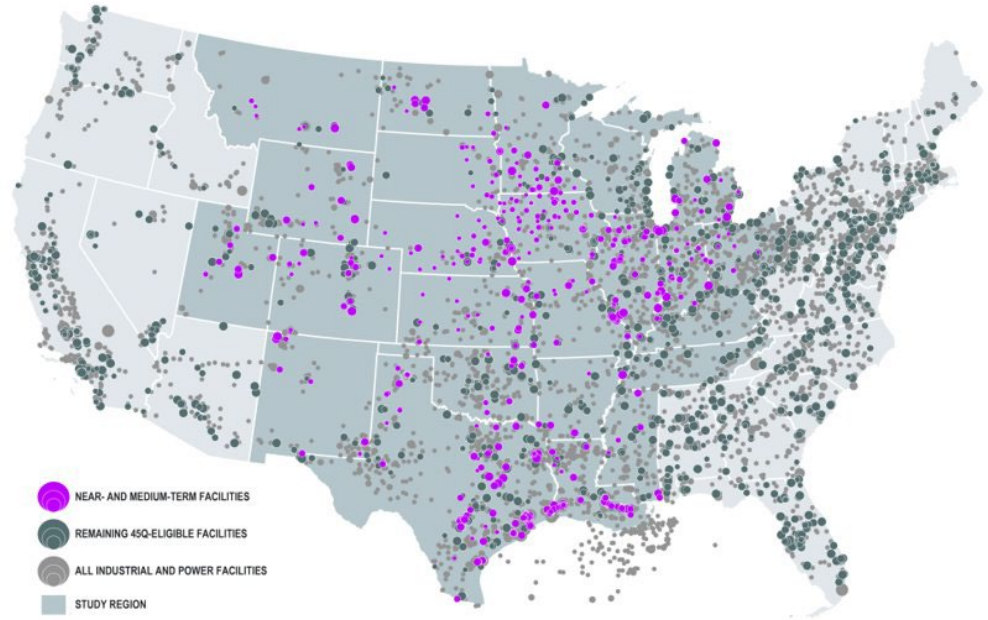 NEAR- AND MEDIUM-TERM FACILITIES
REMAINING 45Q-ELIGIBLE FACILITIES
ALL INDUSTRIAL AND POWER FACILITIES
STUDY REGION